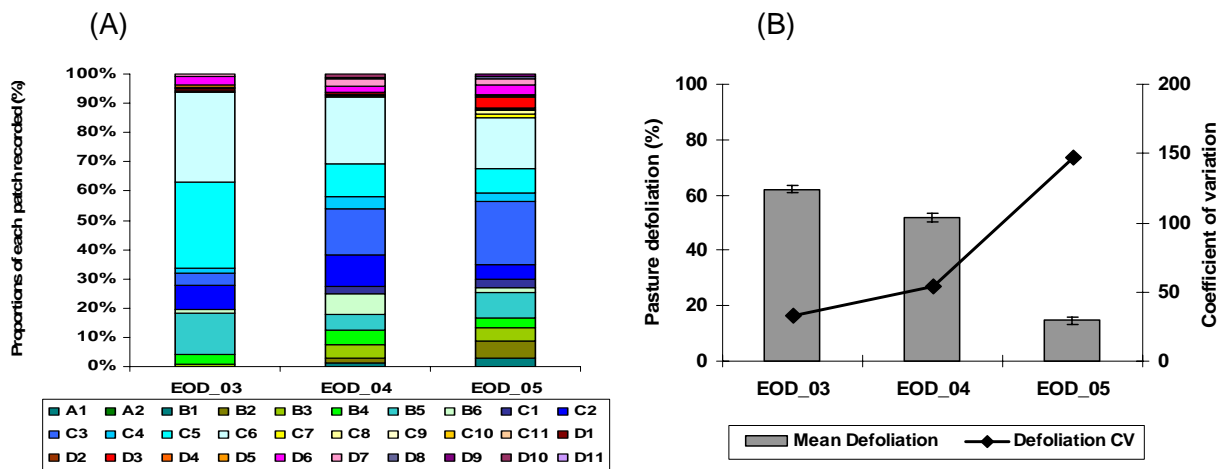 (A)
(B)
Proportions of each patch recorded (%)
100%
90%
80%
70%
60%
50%
40%
30%
20%
10%
0%
EOD_03 EOD_04 EOD_05
A1 A2 B1 B2 B3 B4 B5 B6 C1 C2
C3 C4 C5 C6 C7 C8 C9 C10 C11 D1
D2 D3 D4 D5 D6 D7 D8 D9 D10 D11
Pasture defoliation (%)
100
80
60
40
20
0
200
150
100
50
0
Coefficient of variation
EOD_03 EOD_04 EOD_05
Mean Defoliation Defoliation CV